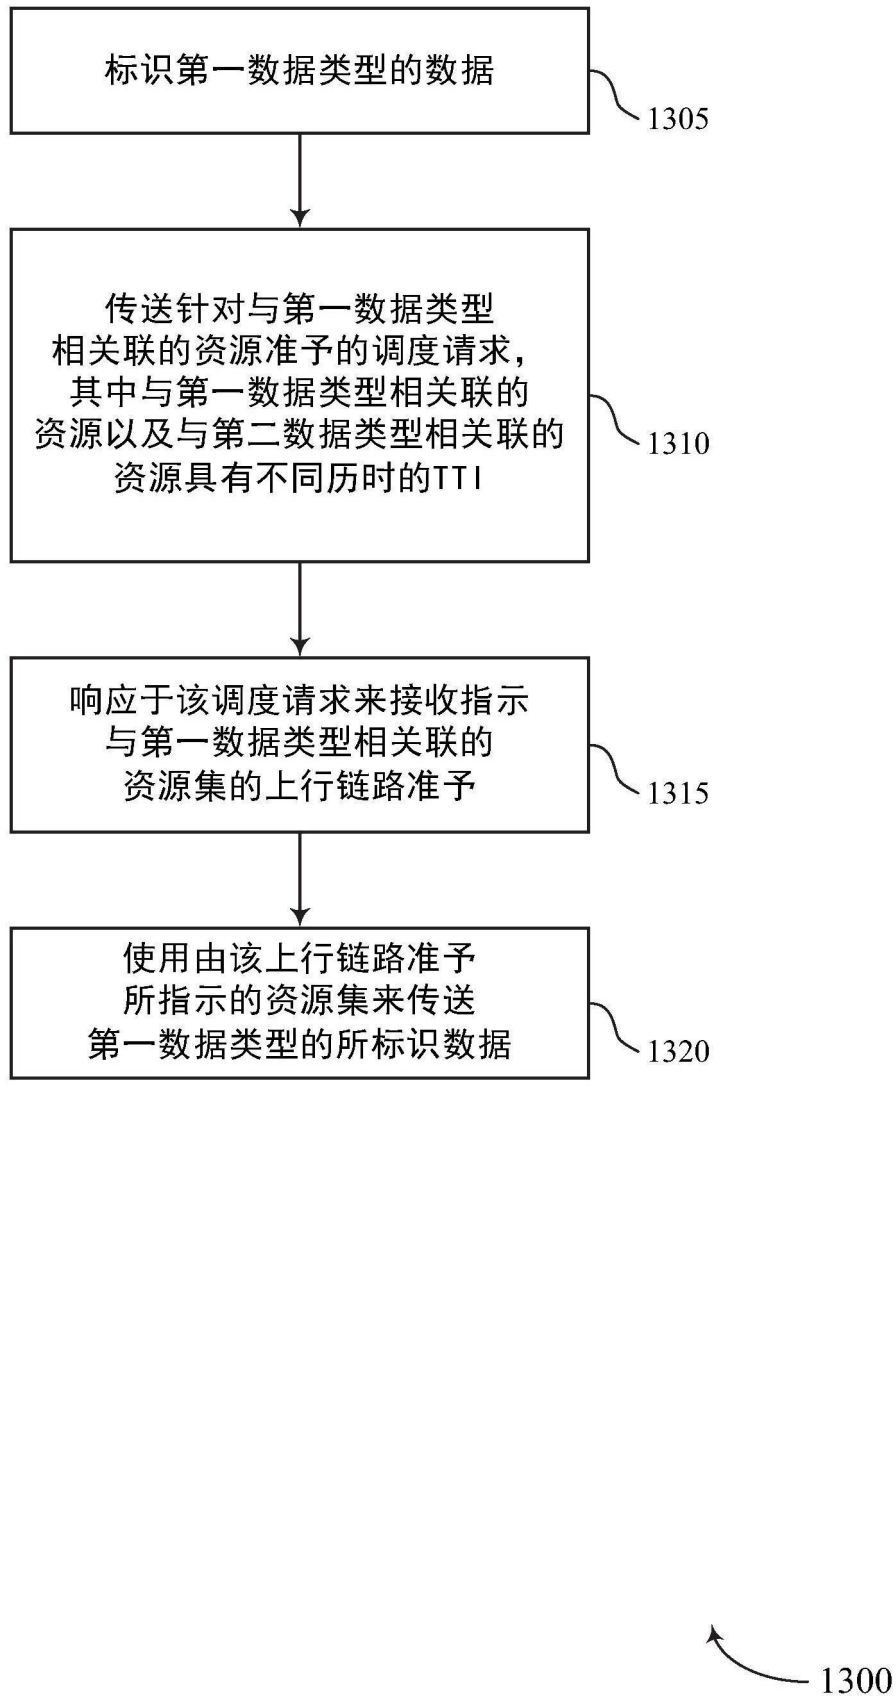 标识第一数据类型的数据
1305
传送针对与第一数据类型
相关联的资源准予的调度请求,
其中与第一数据类型相关联的
资源以及与第二数据类型相关联的
资源具有不同历时的TTI
1310
响应于该调度请求来接收指示
与第一数据类型相关联的
资源集的上行链路准予
1315
使用由该上行链路准予
所指示的资源集来传送
第一数据类型的所标识数据
1320
1300